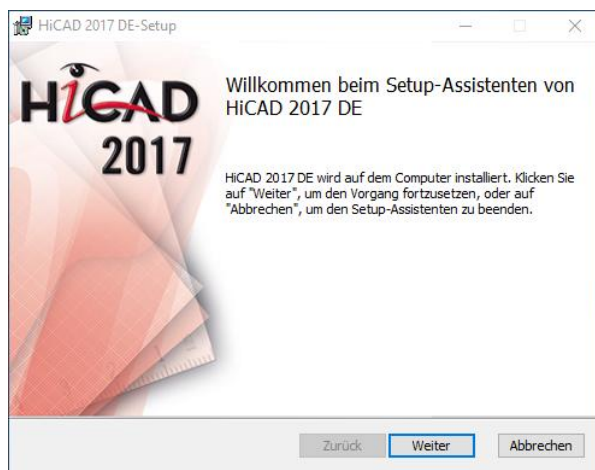 HiCAD 2017 DE-Setup
HiCAD
2017
Willkommen beim Setup-Assistenten von
HiCAD 2017 DE
HiCAD 2017 DE wird auf dem Computer installiert. Klicken Sie
auf "Weiter", um den Vorgang fortzusetzen, oder auf
"Abbrechen", um den Setup-Assistenten zu beenden.
Zurück Weiter Abbrechen